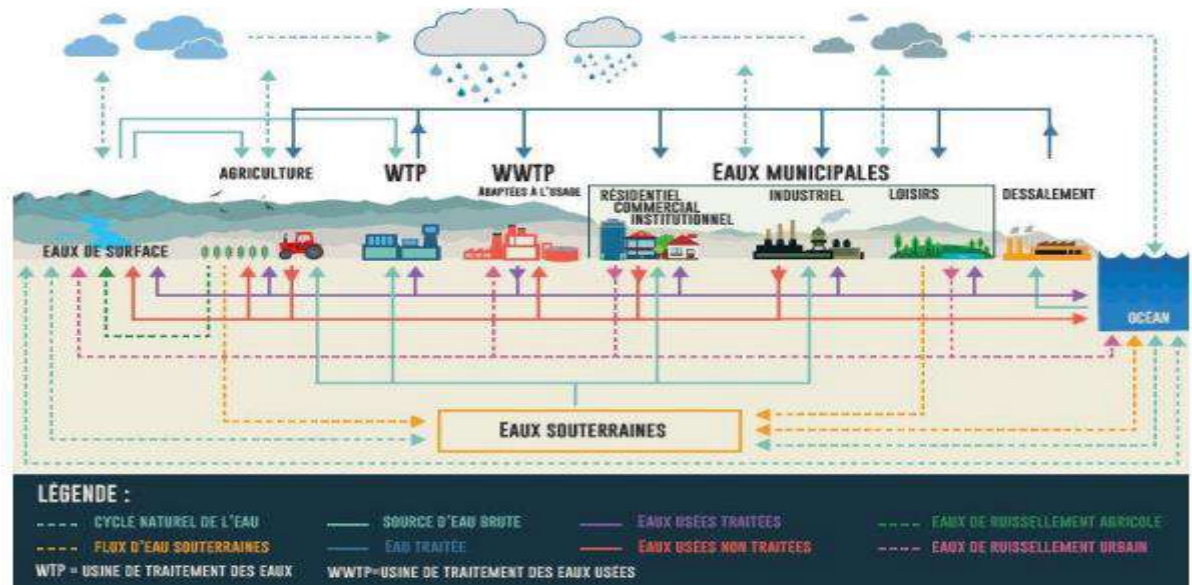 AGRICULTURE
WTP
WWTP
ADAPTÉES À L'USAGE
EAUX MUNICIPALES
RÉSIDENTIEL
COMMERCIAL
INSTITUTIONNEL
INDUSTRIEL
LOISIRS
DESSALEMENT
EAUX DE SURFACE
OCEAN
EAUX SOUTERRAINES
LÉGENDE :
CYCLE NATUREL DE L'EAU
SOURCE D'EAU BRUTE
EAUX USÉES TRAITÉES
EAUX DE RUISSELLEMENT AGRICOLE
FLUX D'EAU SOUTERRAINES
EAU TRAITÉE
EAUX USÉES NON TRAITÉES
EAUX DE RUISSELLEMENT URBAIN
WTP = USINE DE TRAITEMENT DES EAUX
WWTP=USINE DE TRAITEMENT DES EAUX USÉES